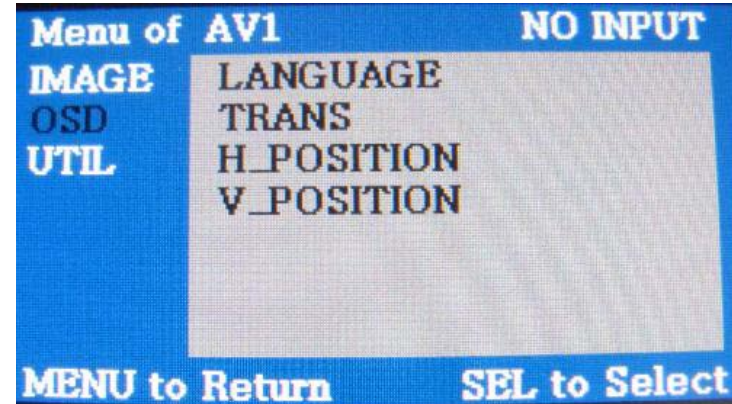 Menu of AV1 NO INPUT
IMAGE LANGUAGE
OSD TRANS
UTIL H_POSITION
V_POSITION
MENU to Return SEL to Select